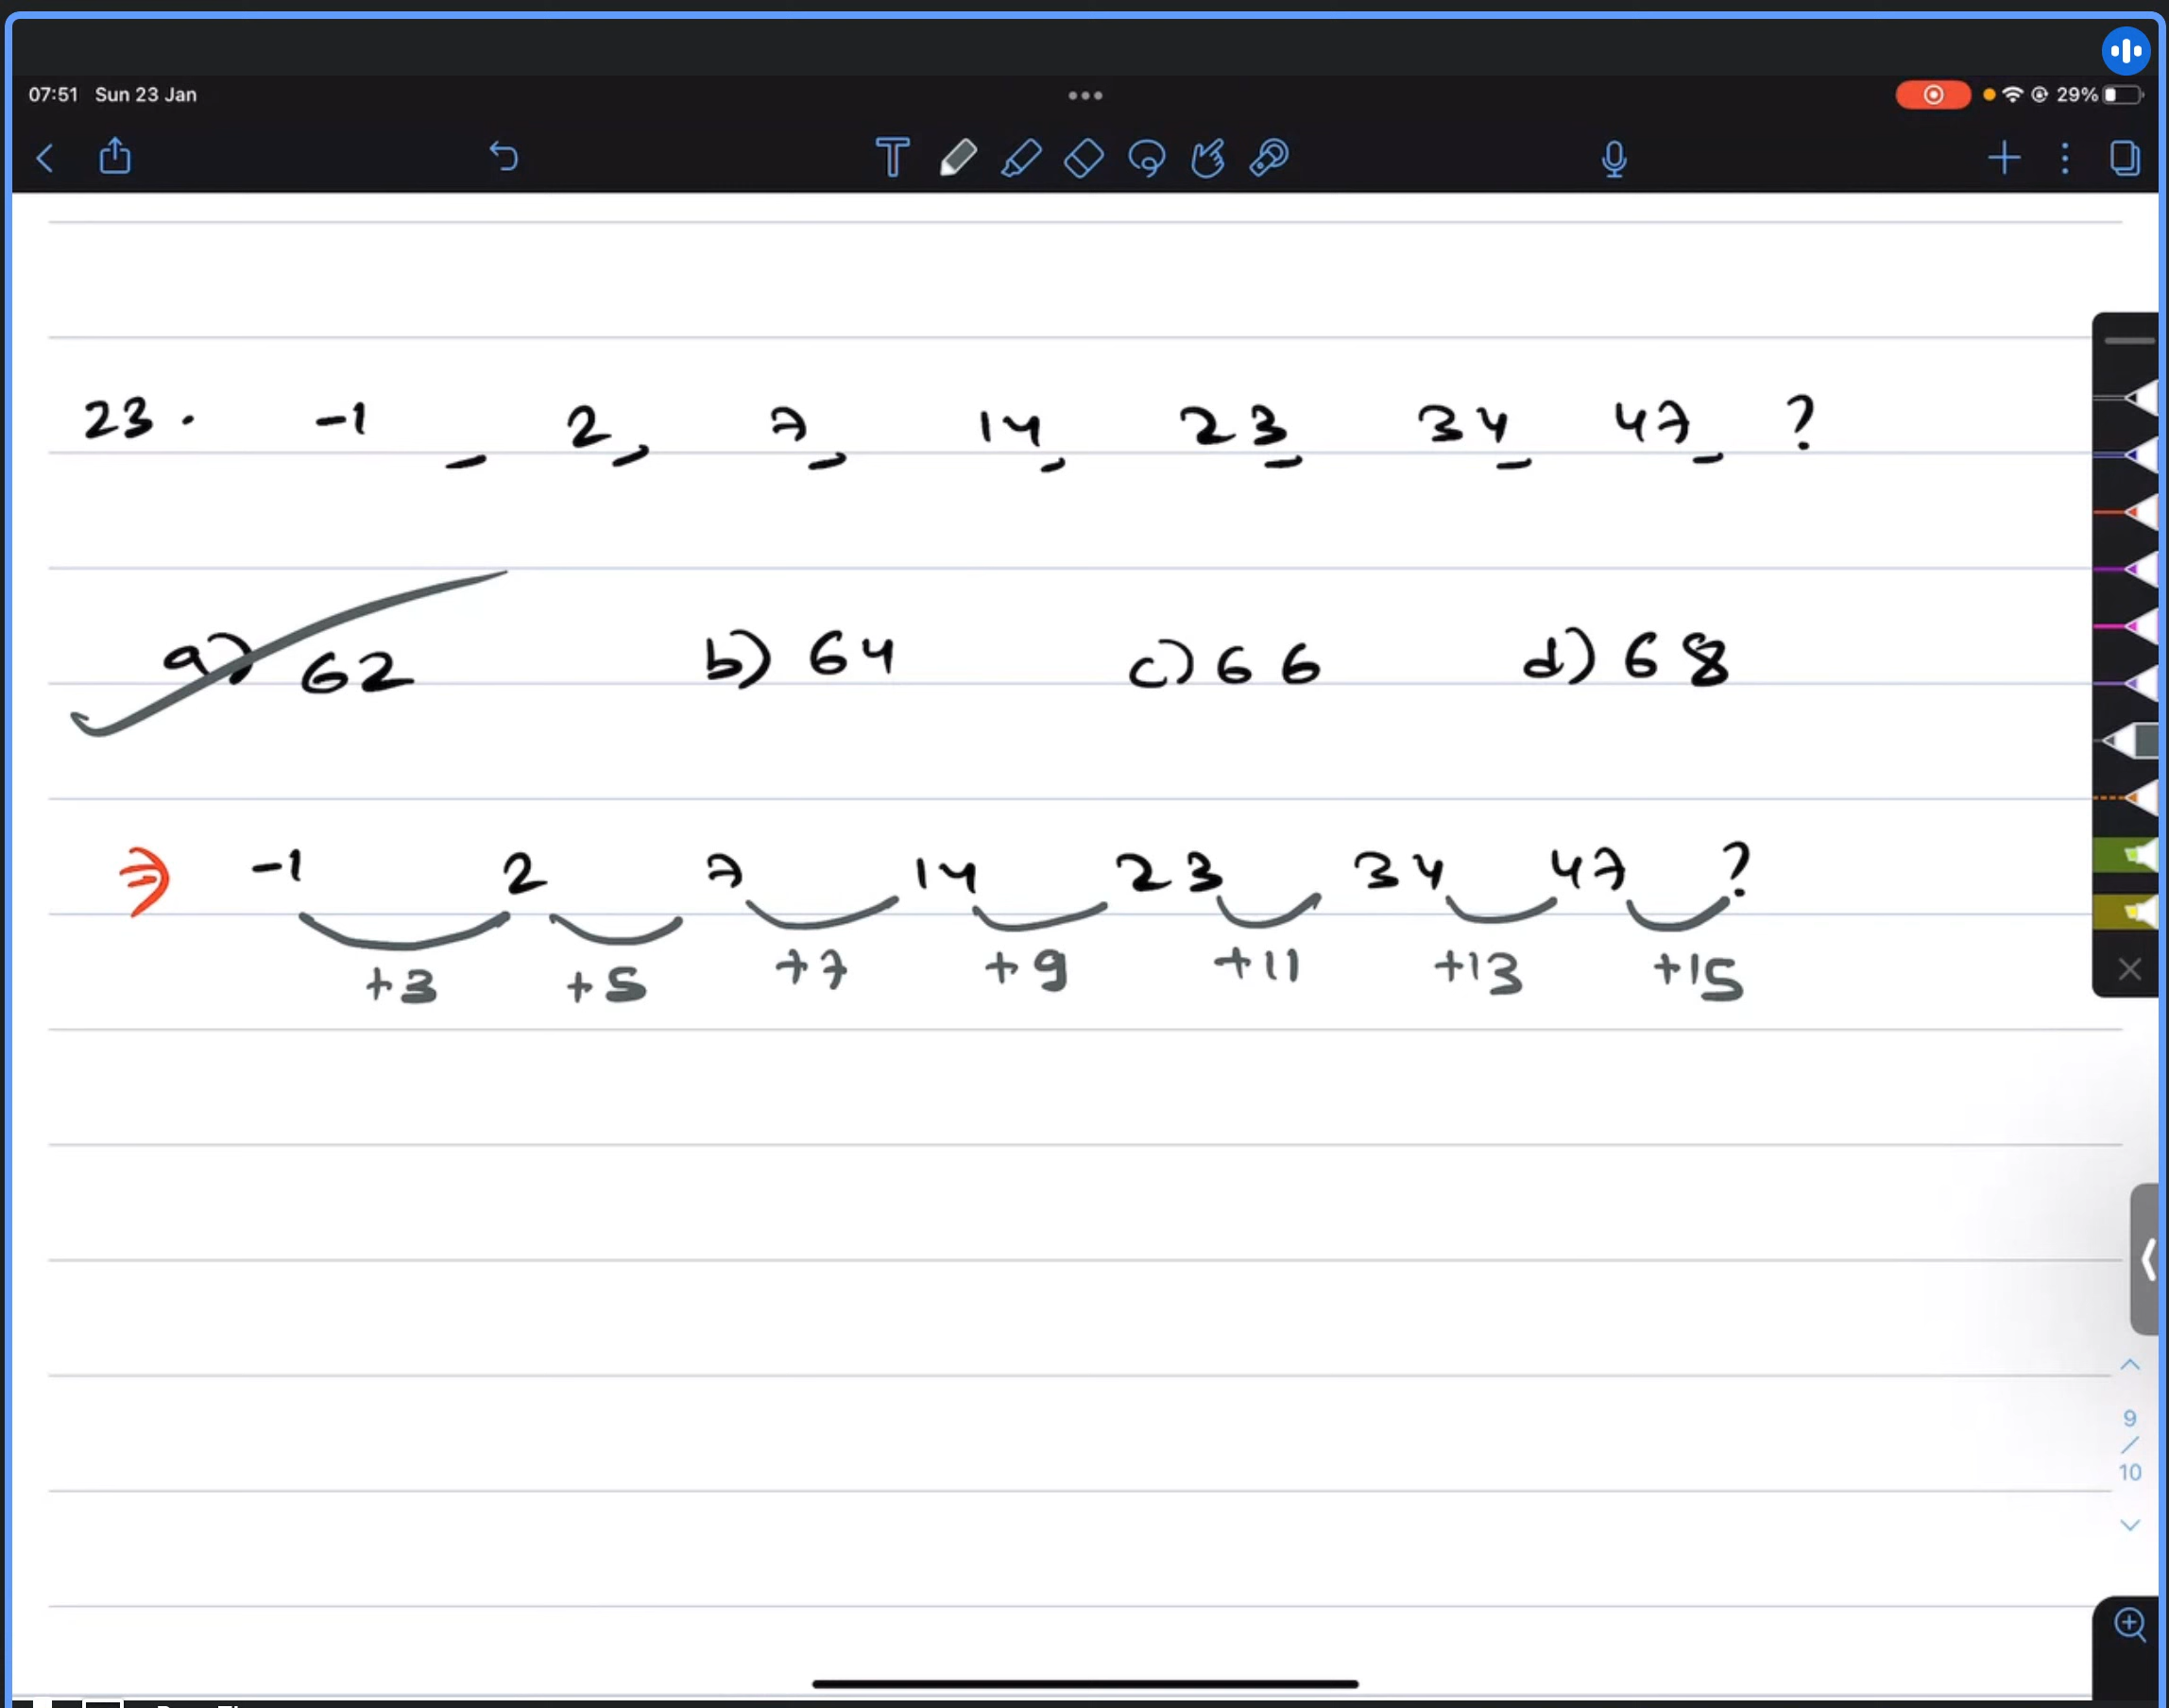 07:51 Sun 23 Jan
29%
23. -1, 2, 7, 14, 23, 34, 47, ?
a) 62 b) 64 c) 66 d) 68
⇒ -1 2 7 14 23 34 47 ?
+3 +5 +7 +9 +11 +13 +15
9
/
10